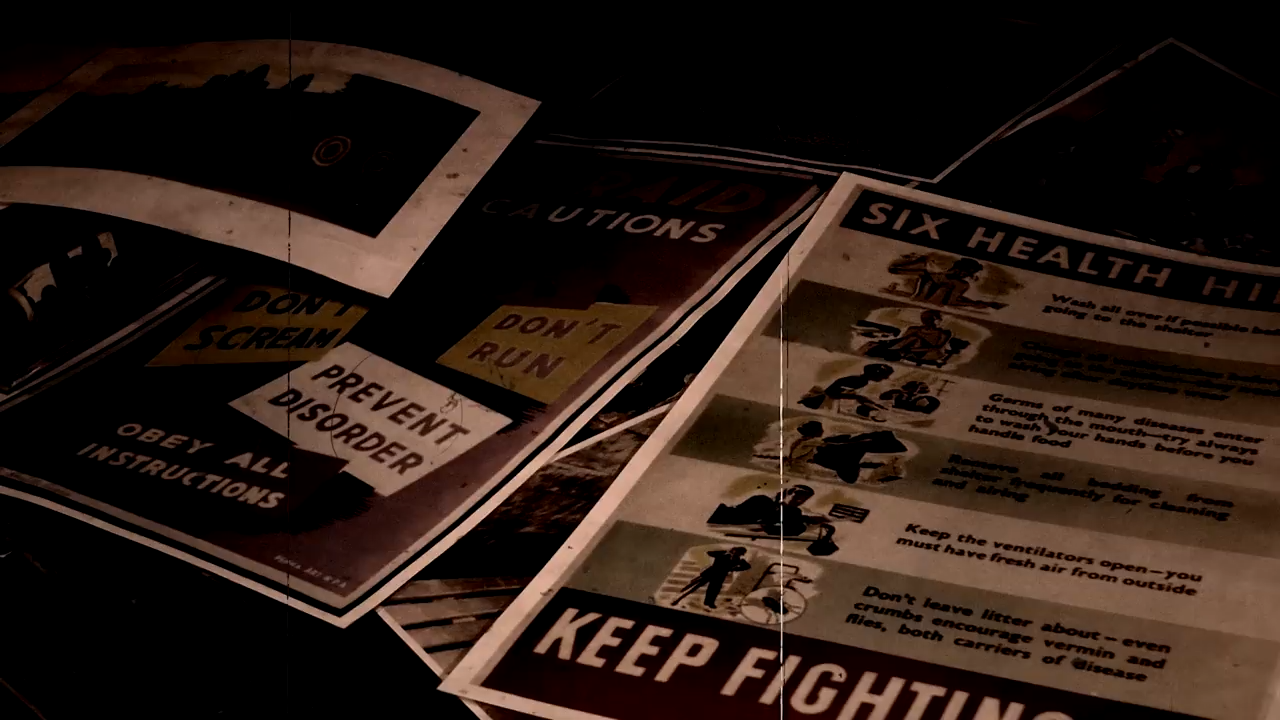 RAID
CAUTIONS
DON'T
SCREAM
DON'T
RUN
PREVENT
DISORDER
OBEY ALL
INSTRUCTIONS
SIX HEALTH
Wash all over if possible
going to the shelter
Germs of many diseases enter
through the mouth—try always
to wash your hands before you
handle food
Remove all bedding from
shelter frequently for cleaning
and airing
Keep the ventilators open—you
must have fresh air from outside
Don't leave litter about—even
crumbs encourage vermin and
flies, both carriers of disease
KEEP FIGHTING